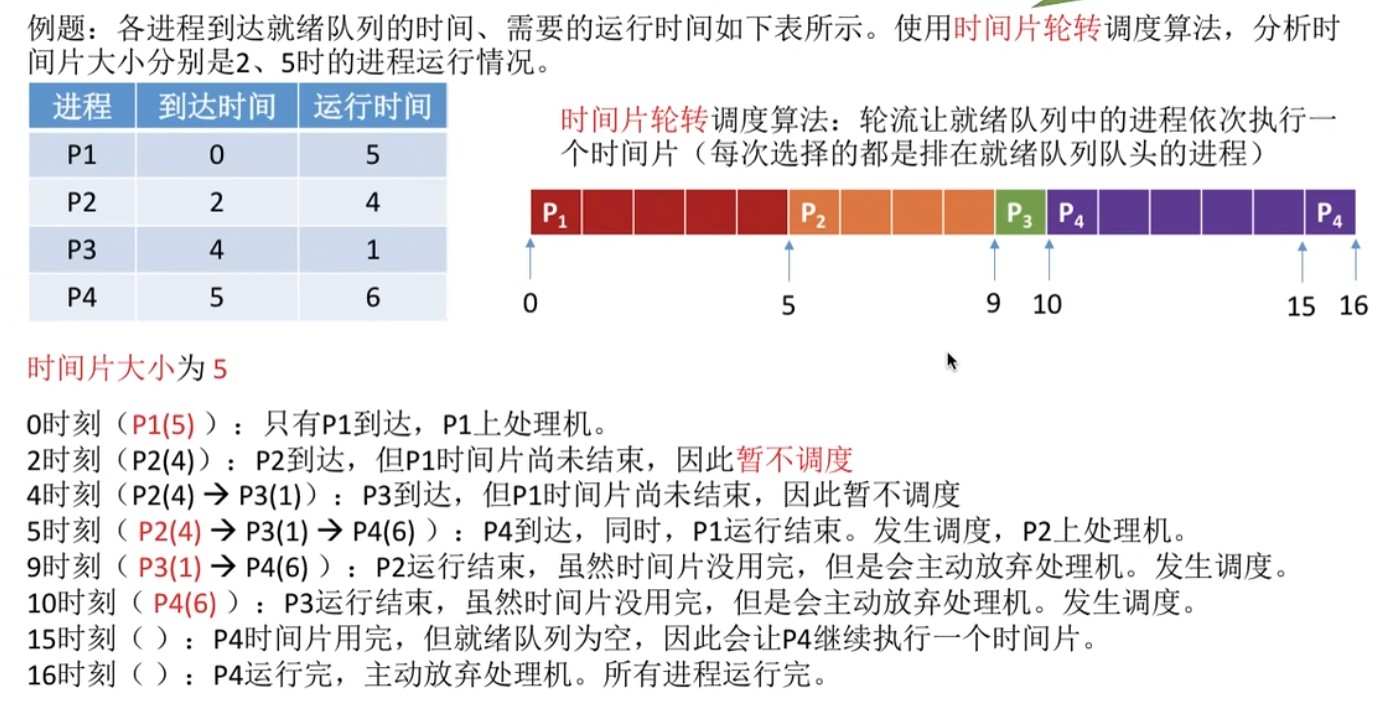 例题：各进程到达就绪队列的时间、需要的运行时间如下表所示。使用时间片轮转调度算法，分析时
间片大小分别是2、5时的进程运行情况。
进程 到达时间 运行时间
P1 0 5
P2 2 4
P3 4 1
P4 5 6
时间片轮转调度算法：轮流让就绪队列中的进程依次执行一
个时间片（每次选择的都是排在就绪队列队头的进程）
P1 P2 P3 P4 P4
0 5 9 10 15 16
时间片大小为 5
0时刻（P1(5) ）：只有P1到达，P1上处理机。
2时刻（P2(4)）：P2到达，但P1时间片尚未结束，因此暂不调度
4时刻（P2(4) → P3(1)）：P3到达，但P1时间片尚未结束，因此暂不调度
5时刻（ P2(4) → P3(1) → P4(6) ）：P4到达，同时，P1运行结束。发生调度，P2上处理机。
9时刻（ P3(1) → P4(6) ）：P2运行结束，虽然时间片没用完，但是会主动放弃处理机。发生调度。
10时刻（ P4(6) ）：P3运行结束，虽然时间片没用完，但是会主动放弃处理机。发生调度。
15时刻（ ）：P4时间片用完，但就绪队列为空，因此会让P4继续执行一个时间片。
16时刻（ ）：P4运行完，主动放弃处理机。所有进程运行完。